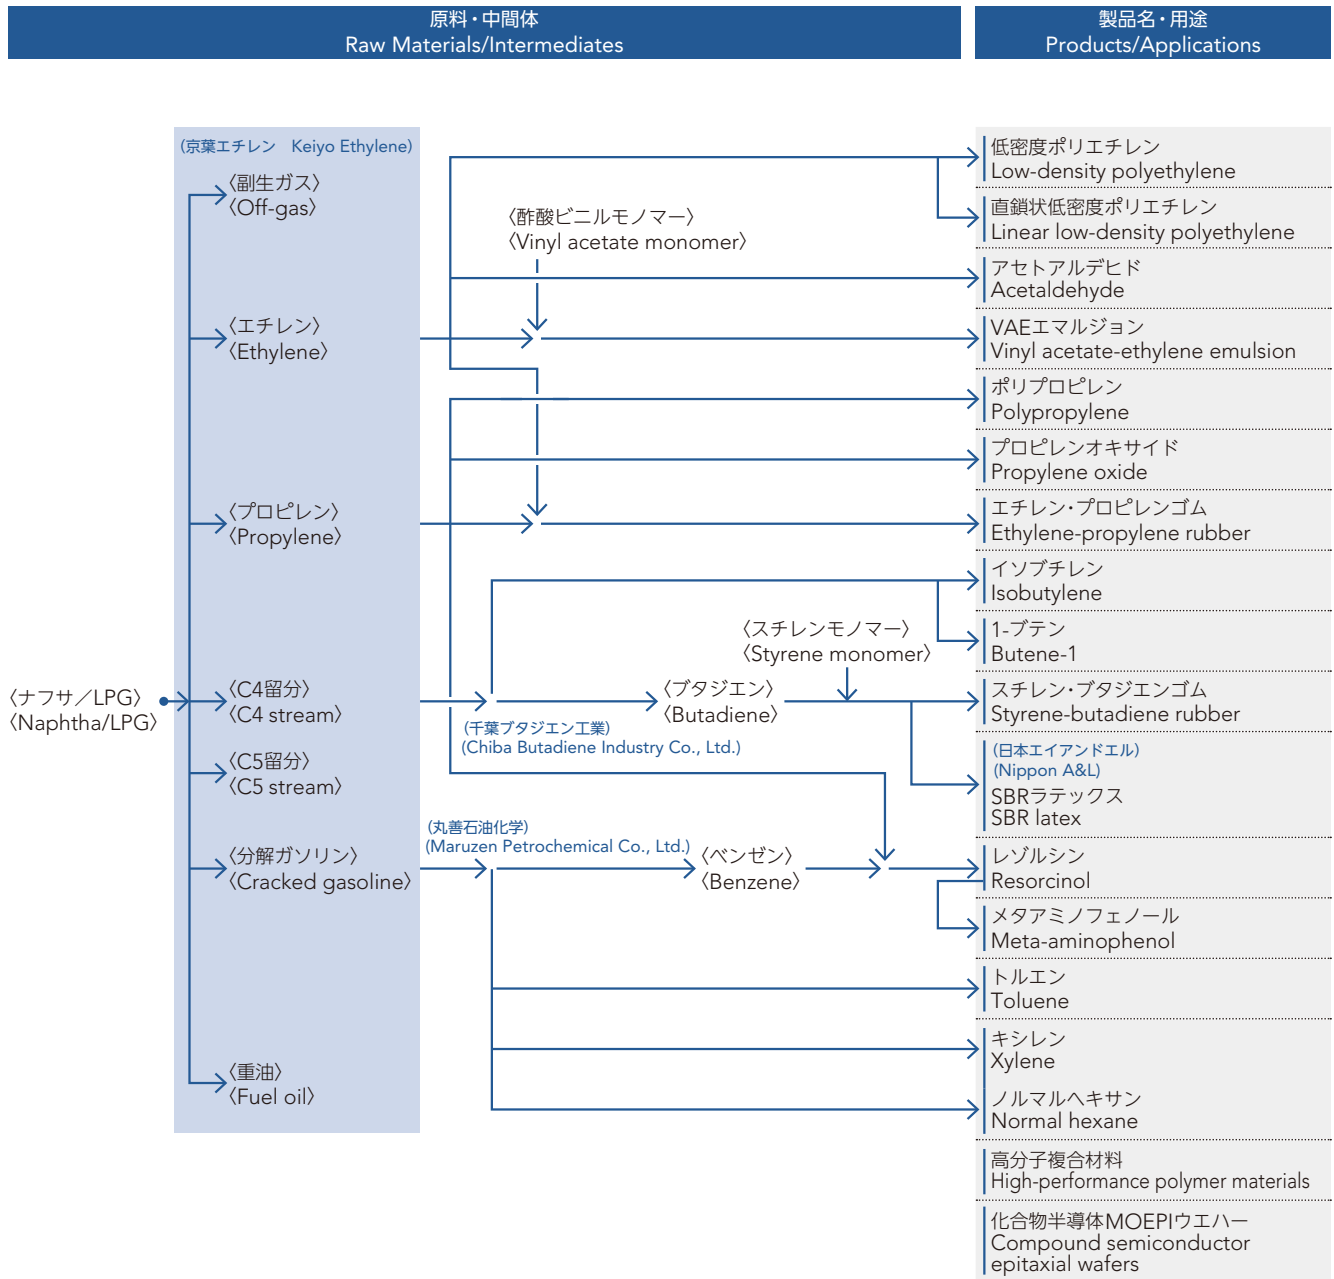 原料・中間体
Raw Materials/Intermediates
製品名・用途
Products/Applications
(京葉エチレン Keiyo Ethylene)
〈副生ガス〉
〈Off-gas〉
〈酢酸ビニルモノマー〉
〈Vinyl acetate monomer〉
〈エチレン〉
〈Ethylene〉
〈プロピレン〉
〈Propylene〉
〈スチレンモノマー〉
〈Styrene monomer〉
〈ナフサ／LPG〉
〈Naphtha/LPG〉
〈C4留分〉
〈C4 stream〉
〈ブタジエン〉
〈Butadiene〉
(千葉ブタジエン工業)
(Chiba Butadiene Industry Co., Ltd.)
〈C5留分〉
〈C5 stream〉
(丸善石油化学)
(Maruzen Petrochemical Co., Ltd.)
〈分解ガソリン〉
〈Cracked gasoline〉
〈ベンゼン〉
〈Benzene〉
〈重油〉
〈Fuel oil〉
低密度ポリエチレン
Low-density polyethylene
直鎖状低密度ポリエチレン
Linear low-density polyethylene
アセトアルデヒド
Acetaldehyde
VAEエマルジョン
Vinyl acetate-ethylene emulsion
ポリプロピレン
Polypropylene
プロピレンオキサイド
Propylene oxide
エチレン・プロピレンゴム
Ethylene-propylene rubber
イソブチレン
Isobutylene
1-ブテン
Butene-1
スチレン・ブタジエンゴム
Styrene-butadiene rubber
(日本エイアンドエル)
(Nippon A&L)
SBRラテックス
SBR latex
レゾルシン
Resorcinol
メタアミノフェノール
Meta-aminophenol
トルエン
Toluene
キシレン
Xylene
ノルマルヘキサン
Normal hexane
高分子複合材料
High-performance polymer materials
化合物半導体MOEPIウエハー
Compound semiconductor
epitaxial wafers